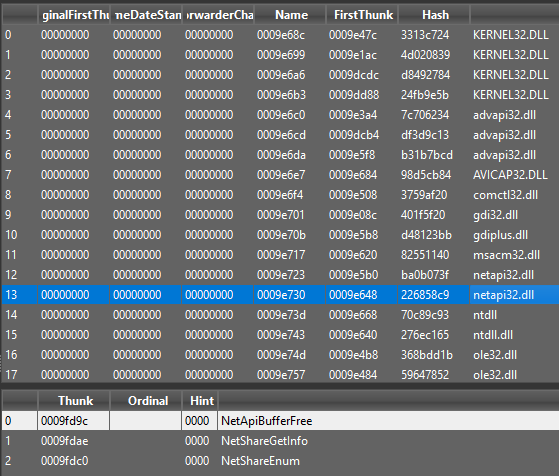 ginalFirstThu neDateStan orwarderCha Name FirstThunk Hash
0 00000000 00000000 00000000 0009e68c 0009e47c 3313c724 KERNEL32.DLL
1 00000000 00000000 00000000 0009e699 0009e1ac 4d020839 KERNEL32.DLL
2 00000000 00000000 00000000 0009e6a6 0009dcdc d8492784 KERNEL32.DLL
3 00000000 00000000 00000000 0009e6b3 0009dd88 24fb9e5b KERNEL32.DLL
4 00000000 00000000 00000000 0009e6c0 0009e3a4 7c706234 advapi32.dll
5 00000000 00000000 00000000 0009e6cd 0009dcb4 df3d9c13 advapi32.dll
6 00000000 00000000 00000000 0009e6da 0009e5f8 b31b7bcd advapi32.dll
7 00000000 00000000 00000000 0009e6e7 0009e684 98d5cb84 AVICAP32.DLL
8 00000000 00000000 00000000 0009e6f4 0009e508 3759af20 comctl32.dll
9 00000000 00000000 00000000 0009e701 0009e08c 401f5f20 gdi32.dll
10 00000000 00000000 00000000 0009e70b 0009e5b8 d48123bb gdiplus.dll
11 00000000 00000000 00000000 0009e717 0009e620 82551140 msacm32.dll
12 00000000 00000000 00000000 0009e723 0009e5b0 ba0b073f netapi32.dll
13 00000000 00000000 00000000 0009e730 0009e648 226858c9 netapi32.dll
14 00000000 00000000 00000000 0009e73d 0009e668 70c89c93 ntdll
15 00000000 00000000 00000000 0009e743 0009e640 276ec165 ntdll.dll
16 00000000 00000000 00000000 0009e74d 0009e4b8 368bdd1b ole32.dll
17 00000000 00000000 00000000 0009e757 0009e484 59647852 ole32.dll
Thunk Ordinal Hint
0 0009fd9c 0000 NetApiBufferFree
1 0009fdae 0000 NetShareGetInfo
2 0009fdc0 0000 NetShareEnum